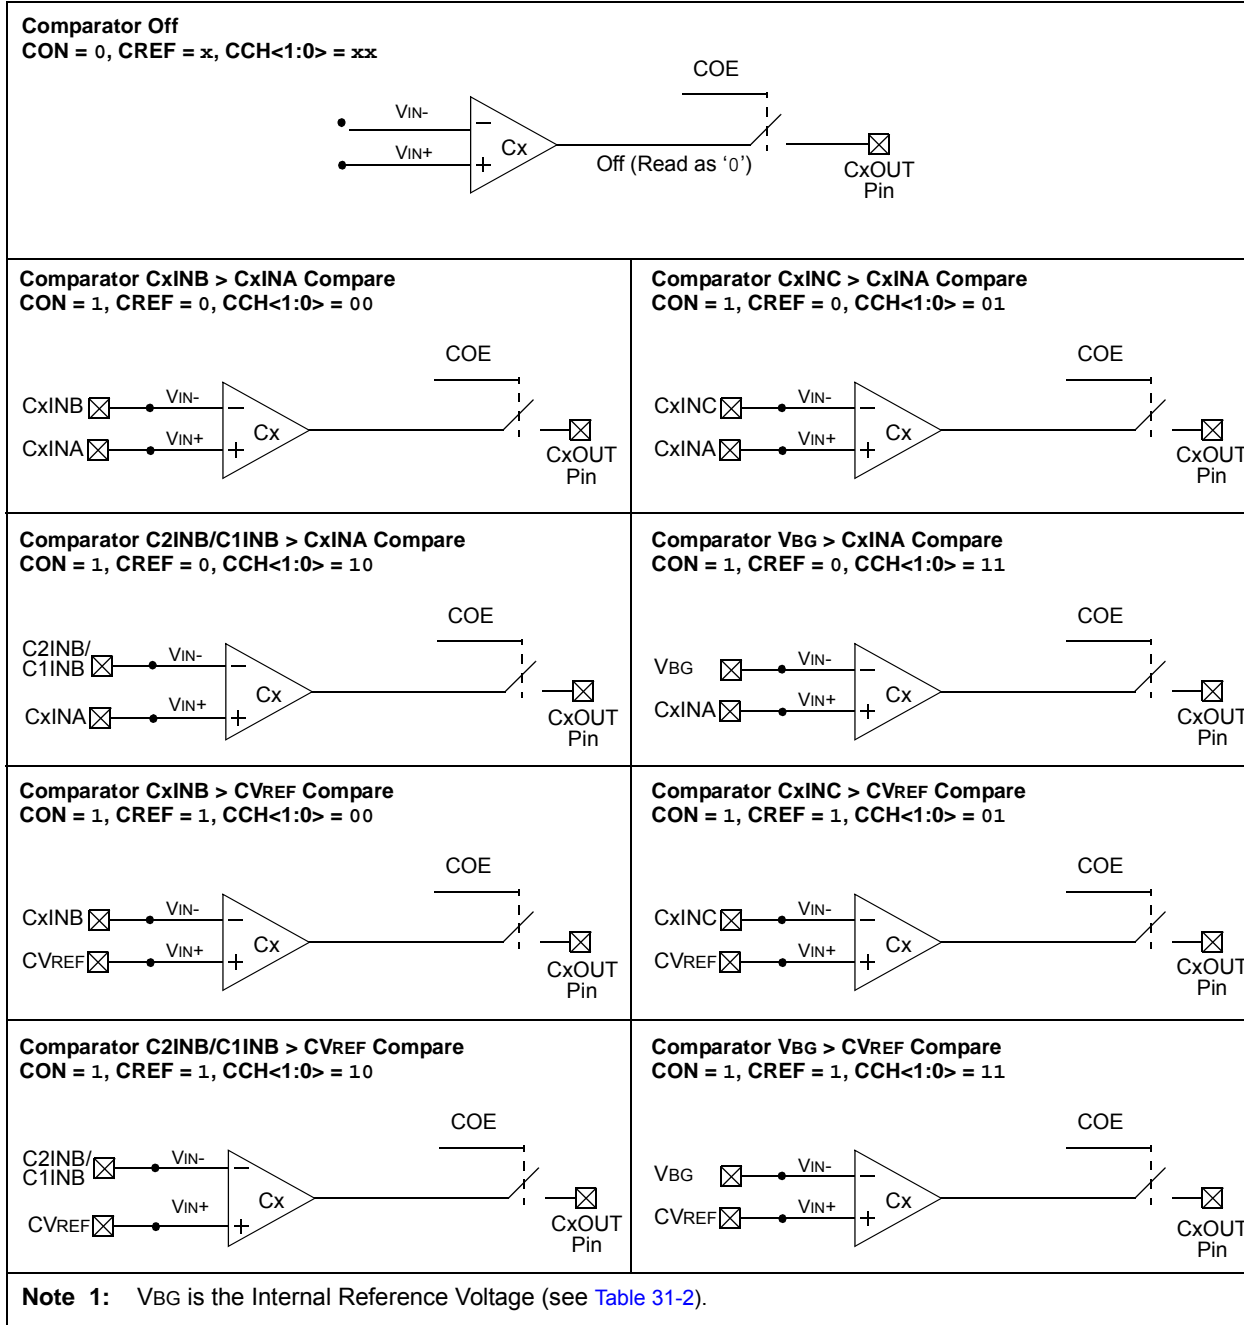 Comparator Off
CON = 0, CREF = x, CCH<1:0> = xx
COE
VIN-
VIN+
Cx
Off (Read as ‘0’)
CxOUT
Pin
Comparator CxINB > CxINA Compare
CON = 1, CREF = 0, CCH<1:0> = 00
COE
CxINB
VIN-
CxINA
VIN+
Cx
CxOUT
Pin
Comparator CxINC > CxINA Compare
CON = 1, CREF = 0, CCH<1:0> = 01
COE
CxINC
VIN-
CxINA
VIN+
Cx
CxOUT
Pin
Comparator C2INB/C1INB > CxINA Compare
CON = 1, CREF = 0, CCH<1:0> = 10
COE
C2INB/
C1INB
VIN-
CxINA
VIN+
Cx
CxOUT
Pin
Comparator VBG > CxINA Compare
CON = 1, CREF = 0, CCH<1:0> = 11
COE
VBG
VIN-
CxINA
VIN+
Cx
CxOUT
Pin
Comparator CxINB > CVREF Compare
CON = 1, CREF = 1, CCH<1:0> = 00
COE
CxINB
VIN-
CVREF
VIN+
Cx
CxOUT
Pin
Comparator CxINC > CVREF Compare
CON = 1, CREF = 1, CCH<1:0> = 01
COE
CxINC
VIN-
CVREF
VIN+
Cx
CxOUT
Pin
Comparator C2INB/C1INB > CVREF Compare
CON = 1, CREF = 1, CCH<1:0> = 10
COE
C2INB/
C1INB
VIN-
CVREF
VIN+
Cx
CxOUT
Pin
Comparator VBG > CVREF Compare
CON = 1, CREF = 1, CCH<1:0> = 11
COE
VBG
VIN-
CVREF
VIN+
Cx
CxOUT
Pin
Note 1: VBG is the Internal Reference Voltage (see Table 31-2).